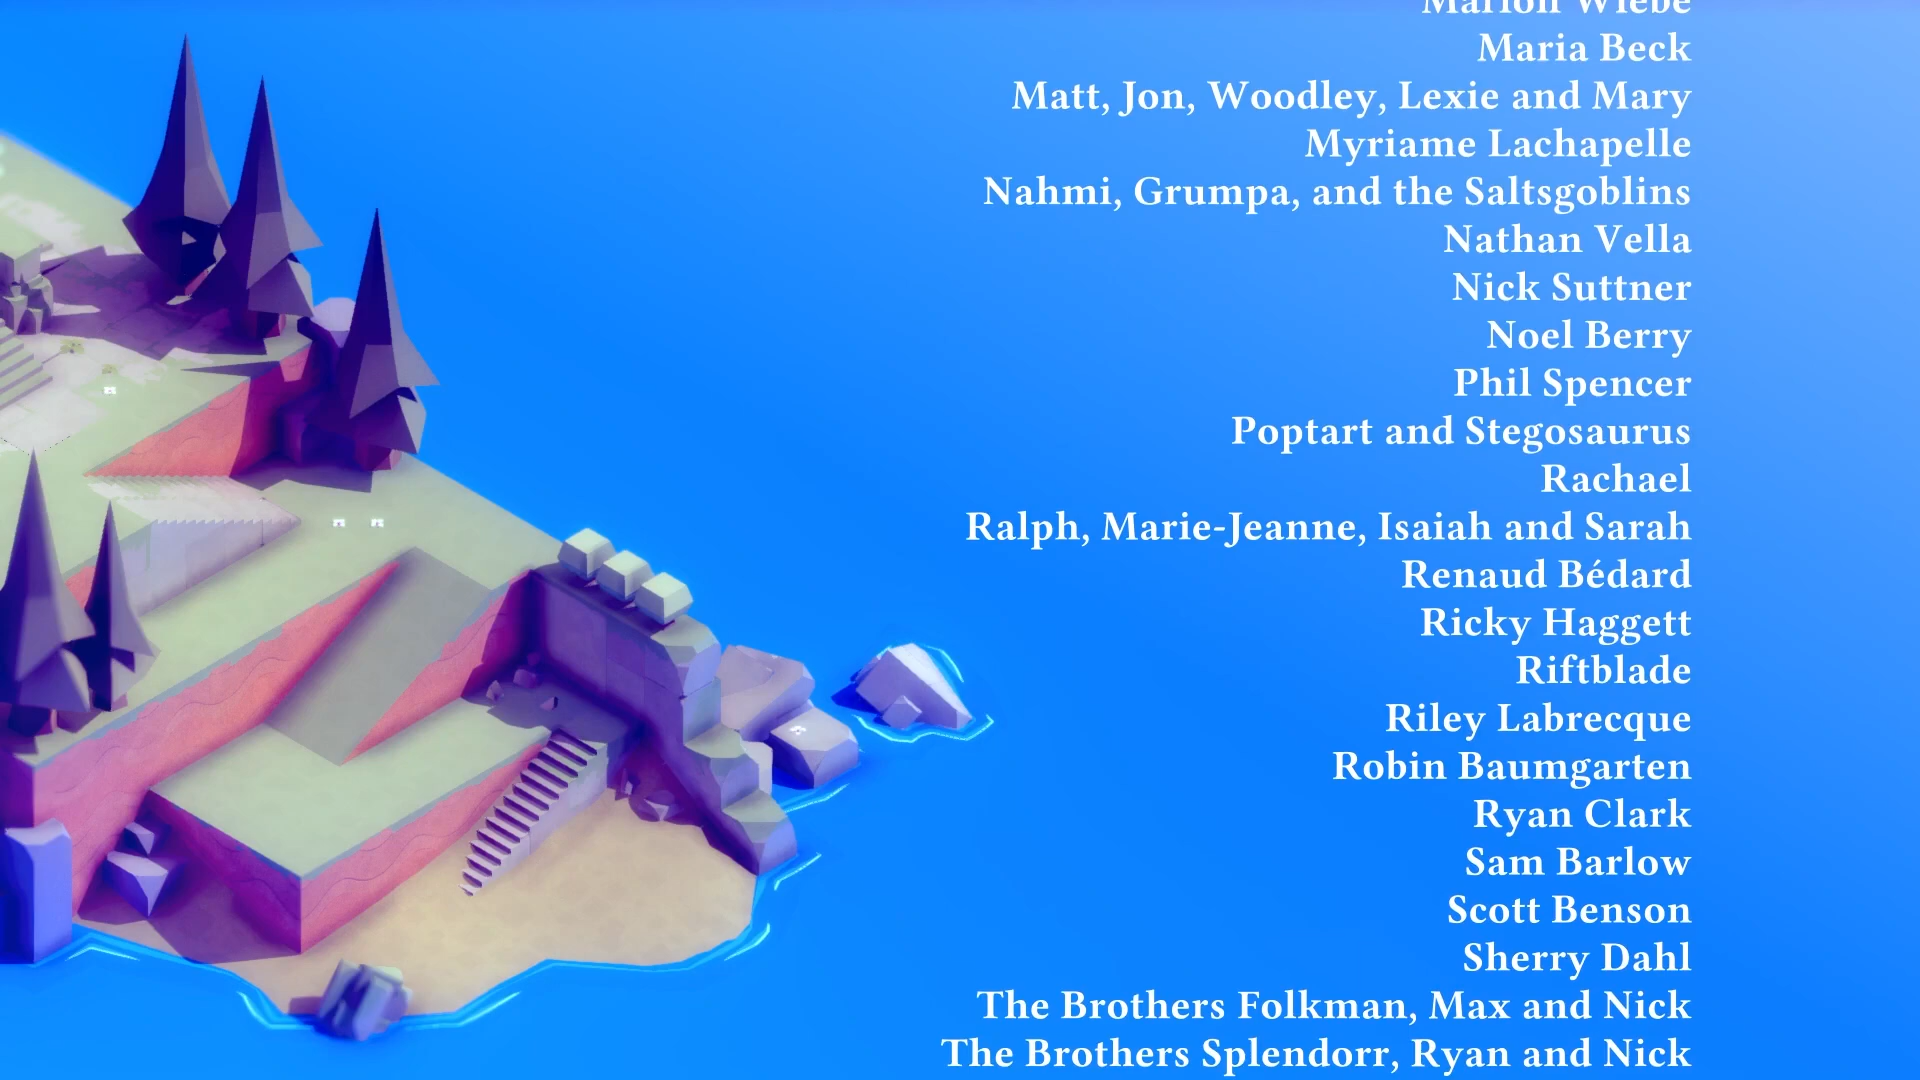 Marion Wiebe
Maria Beck
Matt, Jon, Woodley, Lexie and Mary
Myriame Lachapelle
Nahmi, Grumpa, and the Saltsgoblins
Nathan Vella
Nick Suttner
Noel Berry
Phil Spencer
Poptart and Stegosaurus
Rachael
Ralph, Marie-Jeanne, Isaiah and Sarah
Renaud Bédard
Ricky Haggett
Riftblade
Riley Labrecque
Robin Baumgarten
Ryan Clark
Sam Barlow
Scott Benson
Sherry Dahl
The Brothers Folkman, Max and Nick
The Brothers Splendorr, Ryan and Nick